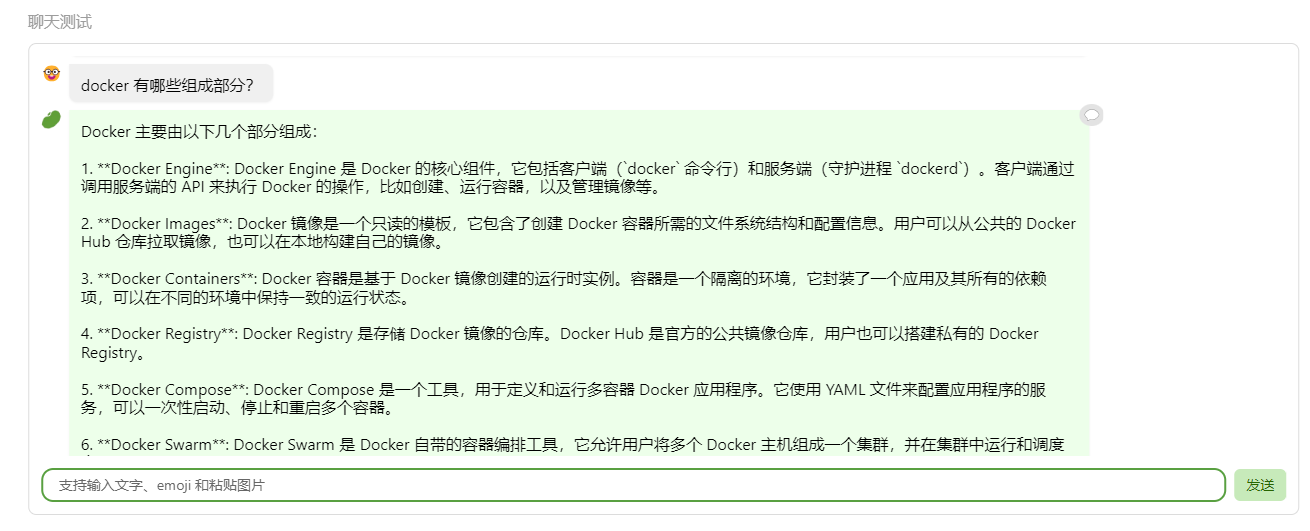 聊天测试
docker 有哪些组成部分？
Docker 主要由以下几个部分组成：
1. **Docker Engine**: Docker Engine 是 Docker 的核心组件，它包括客户端（`docker` 命令行）和服务端（守护进程 `dockerd`）。客户端通过
调用服务端的 API 来执行 Docker 的操作，比如创建、运行容器，以及管理镜像等。
2. **Docker Images**: Docker 镜像是一个只读的模板，它包含了创建 Docker 容器所需的文件系统结构和配置信息。用户可以从公共的 Docker
Hub 仓库拉取镜像，也可以在本地构建自己的镜像。
3. **Docker Containers**: Docker 容器是基于 Docker 镜像创建的运行时实例。容器是一个隔离的环境，它封装了一个应用及其所有的依赖
项，可以在不同的环境中保持一致的运行状态。
4. **Docker Registry**: Docker Registry 是存储 Docker 镜像的仓库。Docker Hub 是官方的公共镜像仓库，用户也可以搭建私有的 Docker
Registry。
5. **Docker Compose**: Docker Compose 是一个工具，用于定义和运行多容器 Docker 应用程序。它使用 YAML 文件来配置应用程序的服
务，可以一次性启动、停止和重启多个容器。
6. **Docker Swarm**: Docker Swarm 是 Docker 自带的容器编排工具，它允许用户将多个 Docker 主机组成一个集群，并在集群中运行和调度
支持输入文字、emoji 和粘贴图片
发送